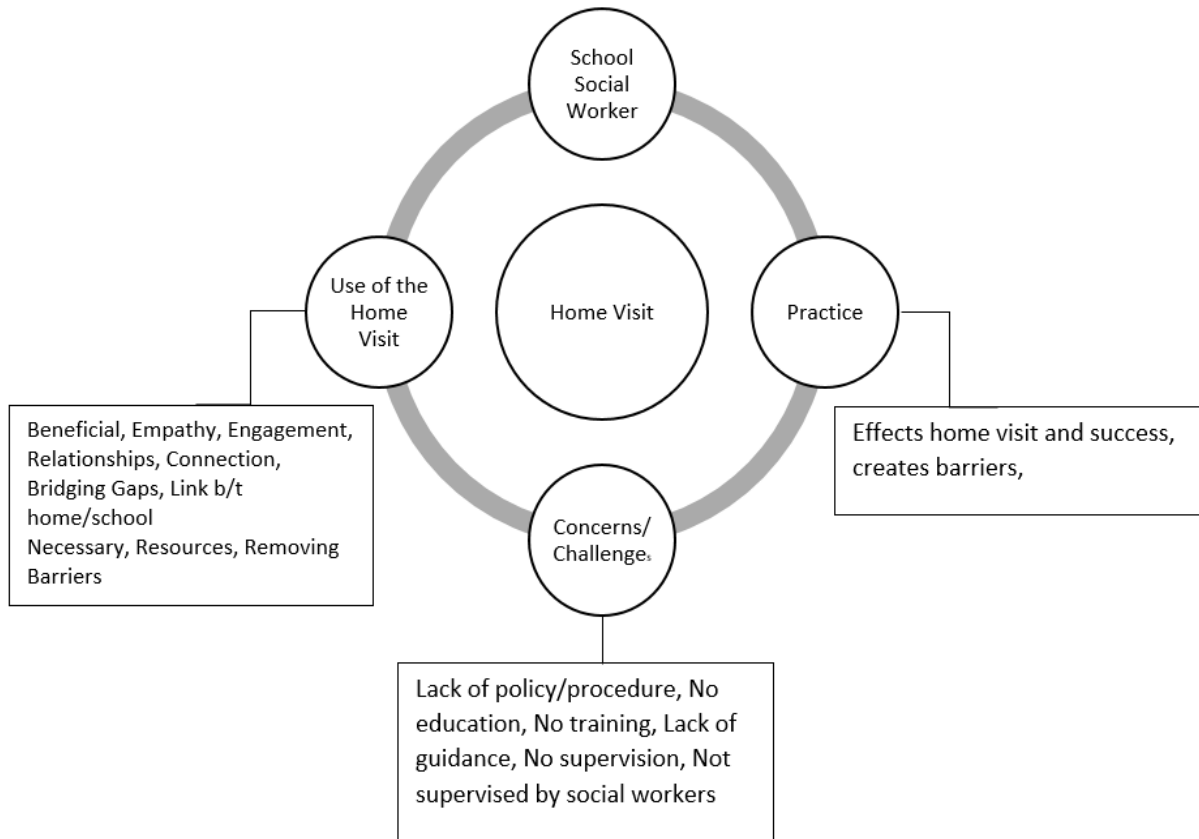 School
Social
Worker
Use of the
Home
Visit
Home Visit
Practice
Beneficial, Empathy, Engagement,
Relationships, Connection,
Bridging Gaps, Link b/t
home/school
Necessary, Resources, Removing
Barriers
Effects home visit and success,
creates barriers,
Concerns/
Challenges
Lack of policy/procedure, No
education, No training, Lack of
guidance, No supervision, Not
supervised by social workers